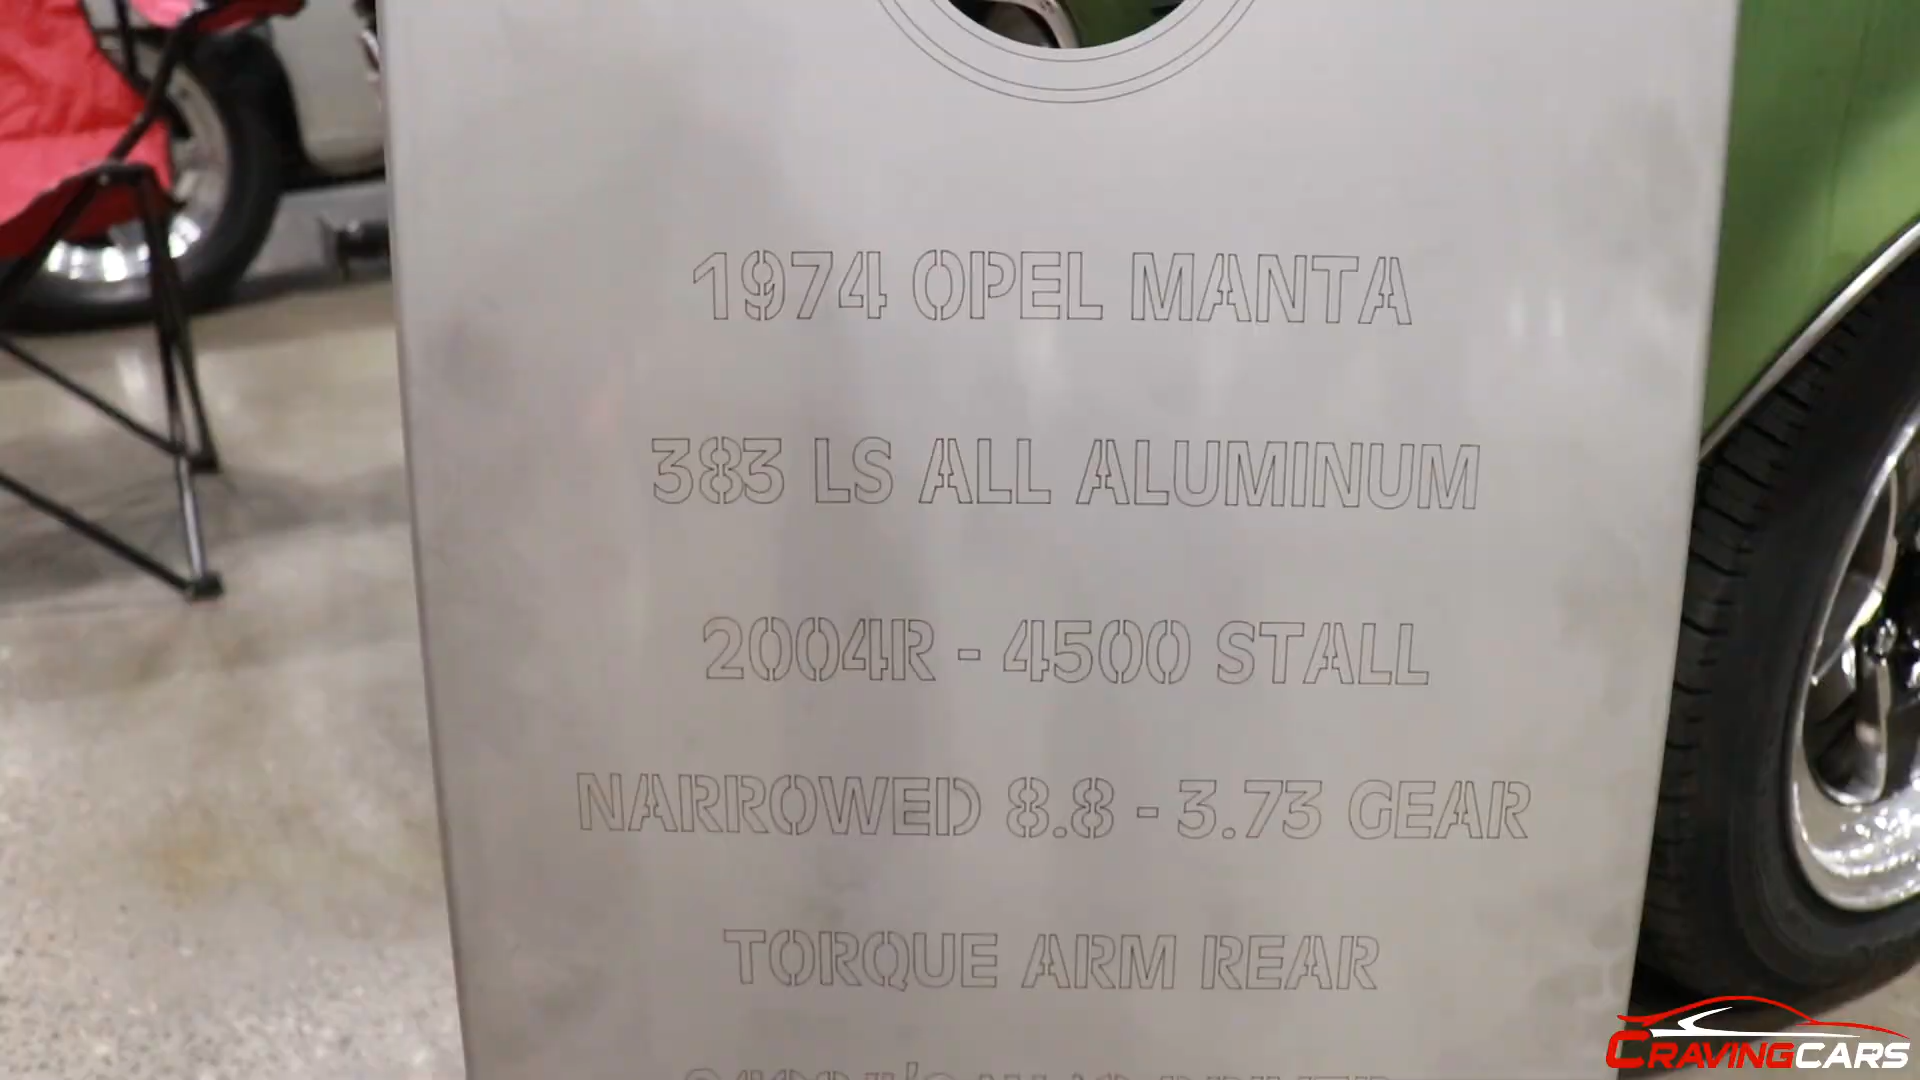 1974 OPEL MANTA
383 LS ALL ALUMINUM
2004R - 4500 STALL
NARROWED 8.8 - 3.73 GEAR
TORQUE ARM REAR
CRAVINGCARS